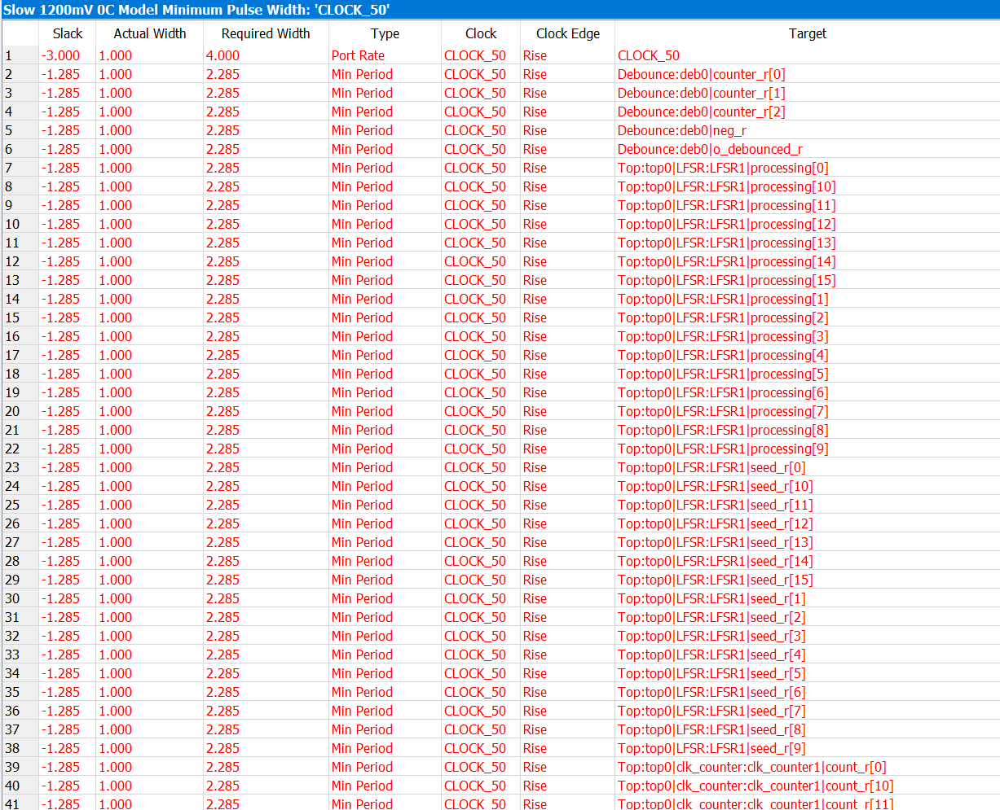 Slow 1200mV 0C Model Minimum Pulse Width: 'CLOCK_50'
Slack Actual Width Required Width Type Clock Clock Edge Target
1 -3.000 1.000 4.000 Port Rate CLOCK_50 Rise CLOCK_50
2 -1.285 1.000 2.285 Min Period CLOCK_50 Rise Debounce:deb0|counter_r[0]
3 -1.285 1.000 2.285 Min Period CLOCK_50 Rise Debounce:deb0|counter_r[1]
4 -1.285 1.000 2.285 Min Period CLOCK_50 Rise Debounce:deb0|counter_r[2]
5 -1.285 1.000 2.285 Min Period CLOCK_50 Rise Debounce:deb0|neg_r
6 -1.285 1.000 2.285 Min Period CLOCK_50 Rise Debounce:deb0|o_debounced_r
7 -1.285 1.000 2.285 Min Period CLOCK_50 Rise Top:top0|LFSR:LFSR1|processing[0]
8 -1.285 1.000 2.285 Min Period CLOCK_50 Rise Top:top0|LFSR:LFSR1|processing[10]
9 -1.285 1.000 2.285 Min Period CLOCK_50 Rise Top:top0|LFSR:LFSR1|processing[11]
10 -1.285 1.000 2.285 Min Period CLOCK_50 Rise Top:top0|LFSR:LFSR1|processing[12]
11 -1.285 1.000 2.285 Min Period CLOCK_50 Rise Top:top0|LFSR:LFSR1|processing[13]
12 -1.285 1.000 2.285 Min Period CLOCK_50 Rise Top:top0|LFSR:LFSR1|processing[14]
13 -1.285 1.000 2.285 Min Period CLOCK_50 Rise Top:top0|LFSR:LFSR1|processing[15]
14 -1.285 1.000 2.285 Min Period CLOCK_50 Rise Top:top0|LFSR:LFSR1|processing[1]
15 -1.285 1.000 2.285 Min Period CLOCK_50 Rise Top:top0|LFSR:LFSR1|processing[2]
16 -1.285 1.000 2.285 Min Period CLOCK_50 Rise Top:top0|LFSR:LFSR1|processing[3]
17 -1.285 1.000 2.285 Min Period CLOCK_50 Rise Top:top0|LFSR:LFSR1|processing[4]
18 -1.285 1.000 2.285 Min Period CLOCK_50 Rise Top:top0|LFSR:LFSR1|processing[5]
19 -1.285 1.000 2.285 Min Period CLOCK_50 Rise Top:top0|LFSR:LFSR1|processing[6]
20 -1.285 1.000 2.285 Min Period CLOCK_50 Rise Top:top0|LFSR:LFSR1|processing[7]
21 -1.285 1.000 2.285 Min Period CLOCK_50 Rise Top:top0|LFSR:LFSR1|processing[8]
22 -1.285 1.000 2.285 Min Period CLOCK_50 Rise Top:top0|LFSR:LFSR1|processing[9]
23 -1.285 1.000 2.285 Min Period CLOCK_50 Rise Top:top0|LFSR:LFSR1|seed_r[0]
24 -1.285 1.000 2.285 Min Period CLOCK_50 Rise Top:top0|LFSR:LFSR1|seed_r[10]
25 -1.285 1.000 2.285 Min Period CLOCK_50 Rise Top:top0|LFSR:LFSR1|seed_r[11]
26 -1.285 1.000 2.285 Min Period CLOCK_50 Rise Top:top0|LFSR:LFSR1|seed_r[12]
27 -1.285 1.000 2.285 Min Period CLOCK_50 Rise Top:top0|LFSR:LFSR1|seed_r[13]
28 -1.285 1.000 2.285 Min Period CLOCK_50 Rise Top:top0|LFSR:LFSR1|seed_r[14]
29 -1.285 1.000 2.285 Min Period CLOCK_50 Rise Top:top0|LFSR:LFSR1|seed_r[15]
30 -1.285 1.000 2.285 Min Period CLOCK_50 Rise Top:top0|LFSR:LFSR1|seed_r[1]
31 -1.285 1.000 2.285 Min Period CLOCK_50 Rise Top:top0|LFSR:LFSR1|seed_r[2]
32 -1.285 1.000 2.285 Min Period CLOCK_50 Rise Top:top0|LFSR:LFSR1|seed_r[3]
33 -1.285 1.000 2.285 Min Period CLOCK_50 Rise Top:top0|LFSR:LFSR1|seed_r[4]
34 -1.285 1.000 2.285 Min Period CLOCK_50 Rise Top:top0|LFSR:LFSR1|seed_r[5]
35 -1.285 1.000 2.285 Min Period CLOCK_50 Rise Top:top0|LFSR:LFSR1|seed_r[6]
36 -1.285 1.000 2.285 Min Period CLOCK_50 Rise Top:top0|LFSR:LFSR1|seed_r[7]
37 -1.285 1.000 2.285 Min Period CLOCK_50 Rise Top:top0|LFSR:LFSR1|seed_r[8]
38 -1.285 1.000 2.285 Min Period CLOCK_50 Rise Top:top0|LFSR:LFSR1|seed_r[9]
39 -1.285 1.000 2.285 Min Period CLOCK_50 Rise Top:top0|clk_counter:clk_counter1|count_r[0]
40 -1.285 1.000 2.285 Min Period CLOCK_50 Rise Top:top0|clk_counter:clk_counter1|count_r[10]
41 -1.285 1.000 2.285 Min Period CLOCK_50 Rise Top:top0|clk_counter:clk_counter1|count_r[11]